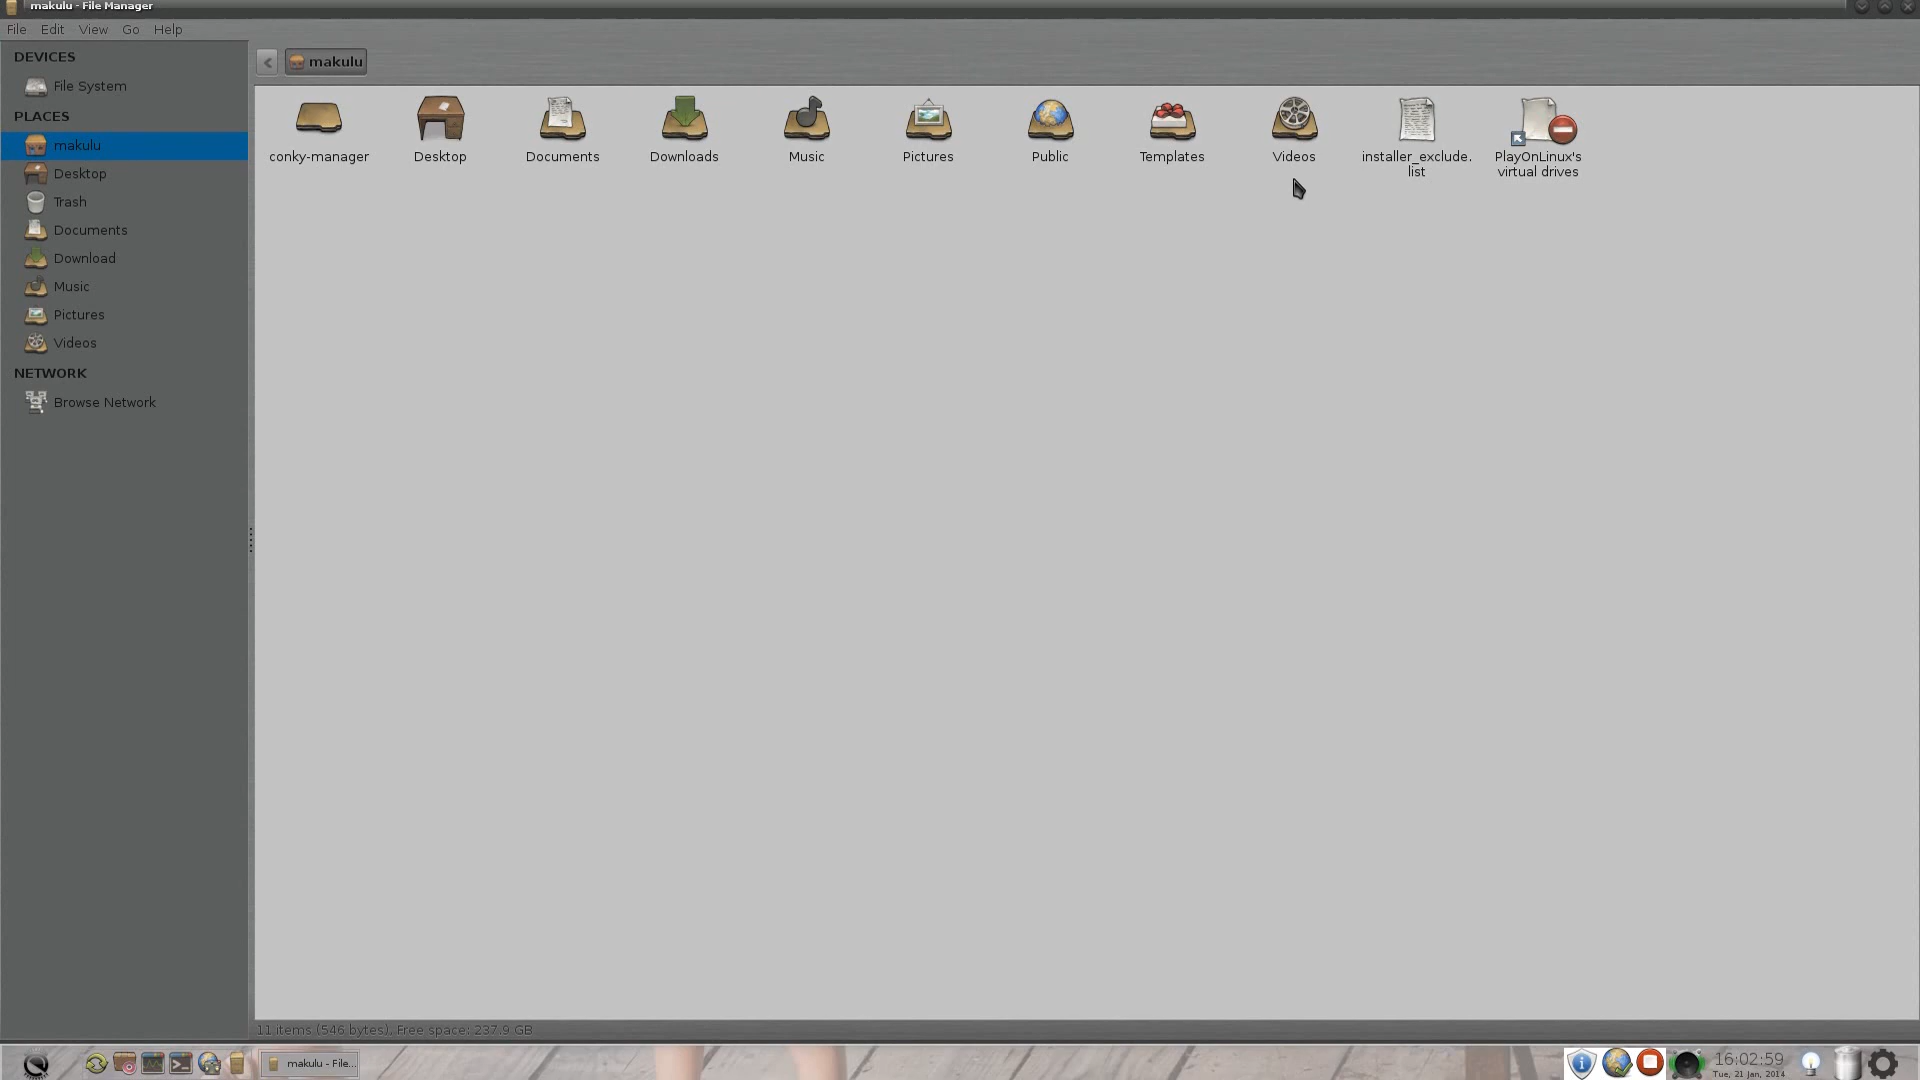 makulu - File Manager
File Edit View Go Help
DEVICES
File System
PLACES
makulu
Desktop
Trash
Documents
Download
Music
Pictures
Videos
NETWORK
Browse Network
makulu
conky-manager
Desktop
Documents
Downloads
Music
Pictures
Public
Templates
Videos
installer_exclude.
list
PlayOnLinux's
virtual drives
11 items (546 bytes), Free space: 237.9 GB
makulu - File...
16:02:59
Tue, 21 Jan, 2014